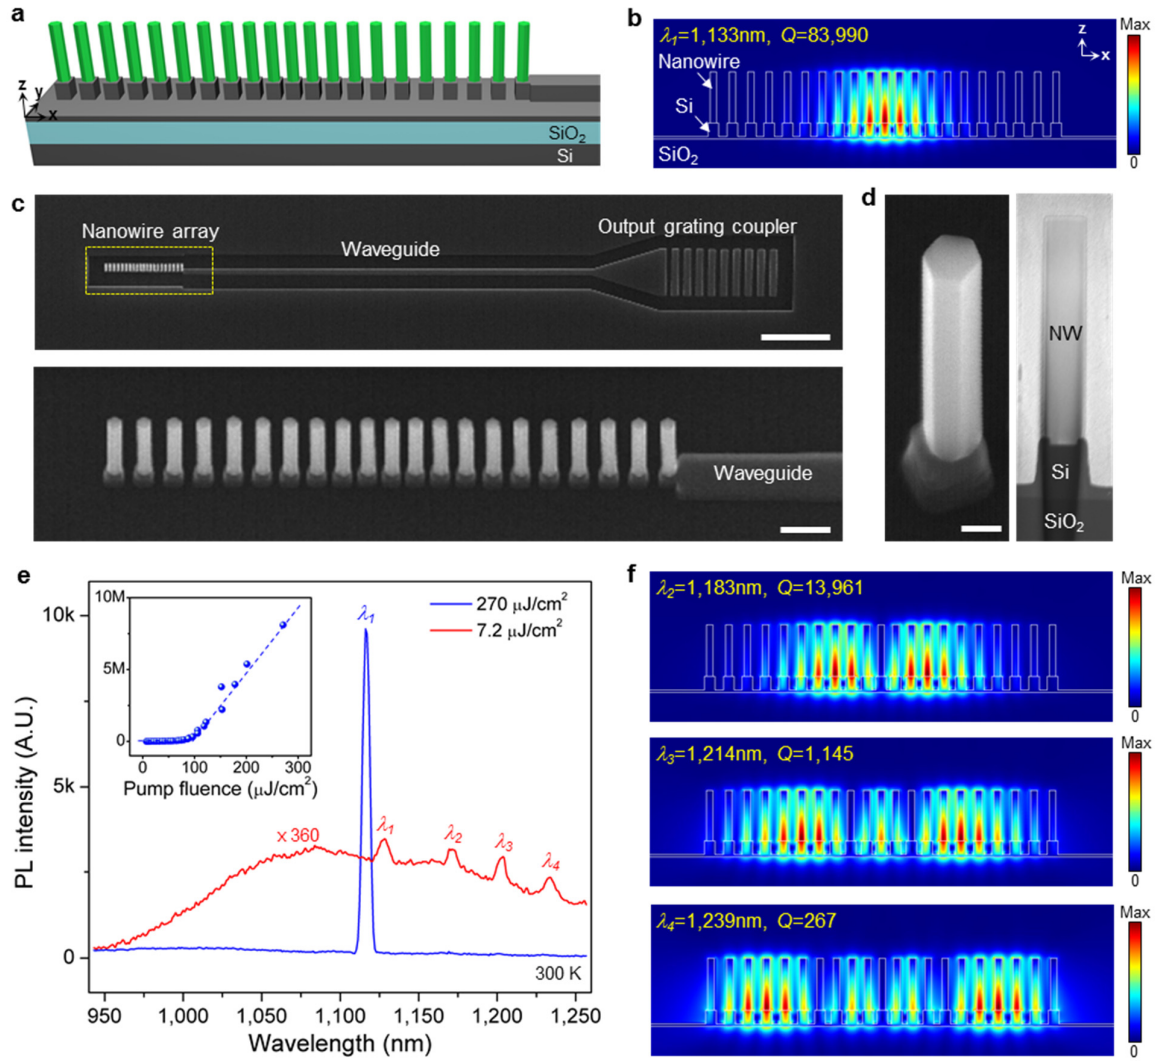 a
z
y
x
SiO₂
Si
b
λ₁=1,133nm, Q=83,990
Nanowire
Si
SiO₂
z
x
Max
0
c
Nanowire array
Waveguide
Output grating coupler
Waveguide
d
NW
Si
SiO₂
e
PL intensity (A.U.)
10k
5k
0
10M
5M
0
0 100 200 300
Pump fluence (μJ/cm²)
270 μJ/cm²
7.2 μJ/cm²
λ₁
x 360
λ₁
λ₂
λ₃
λ₄
300 K
950 1,000 1,050 1,100 1,150 1,200 1,250
Wavelength (nm)
f
λ₂=1,183nm, Q=13,961
Max
0
λ₃=1,214nm, Q=1,145
Max
0
λ₄=1,239nm, Q=267
Max
0